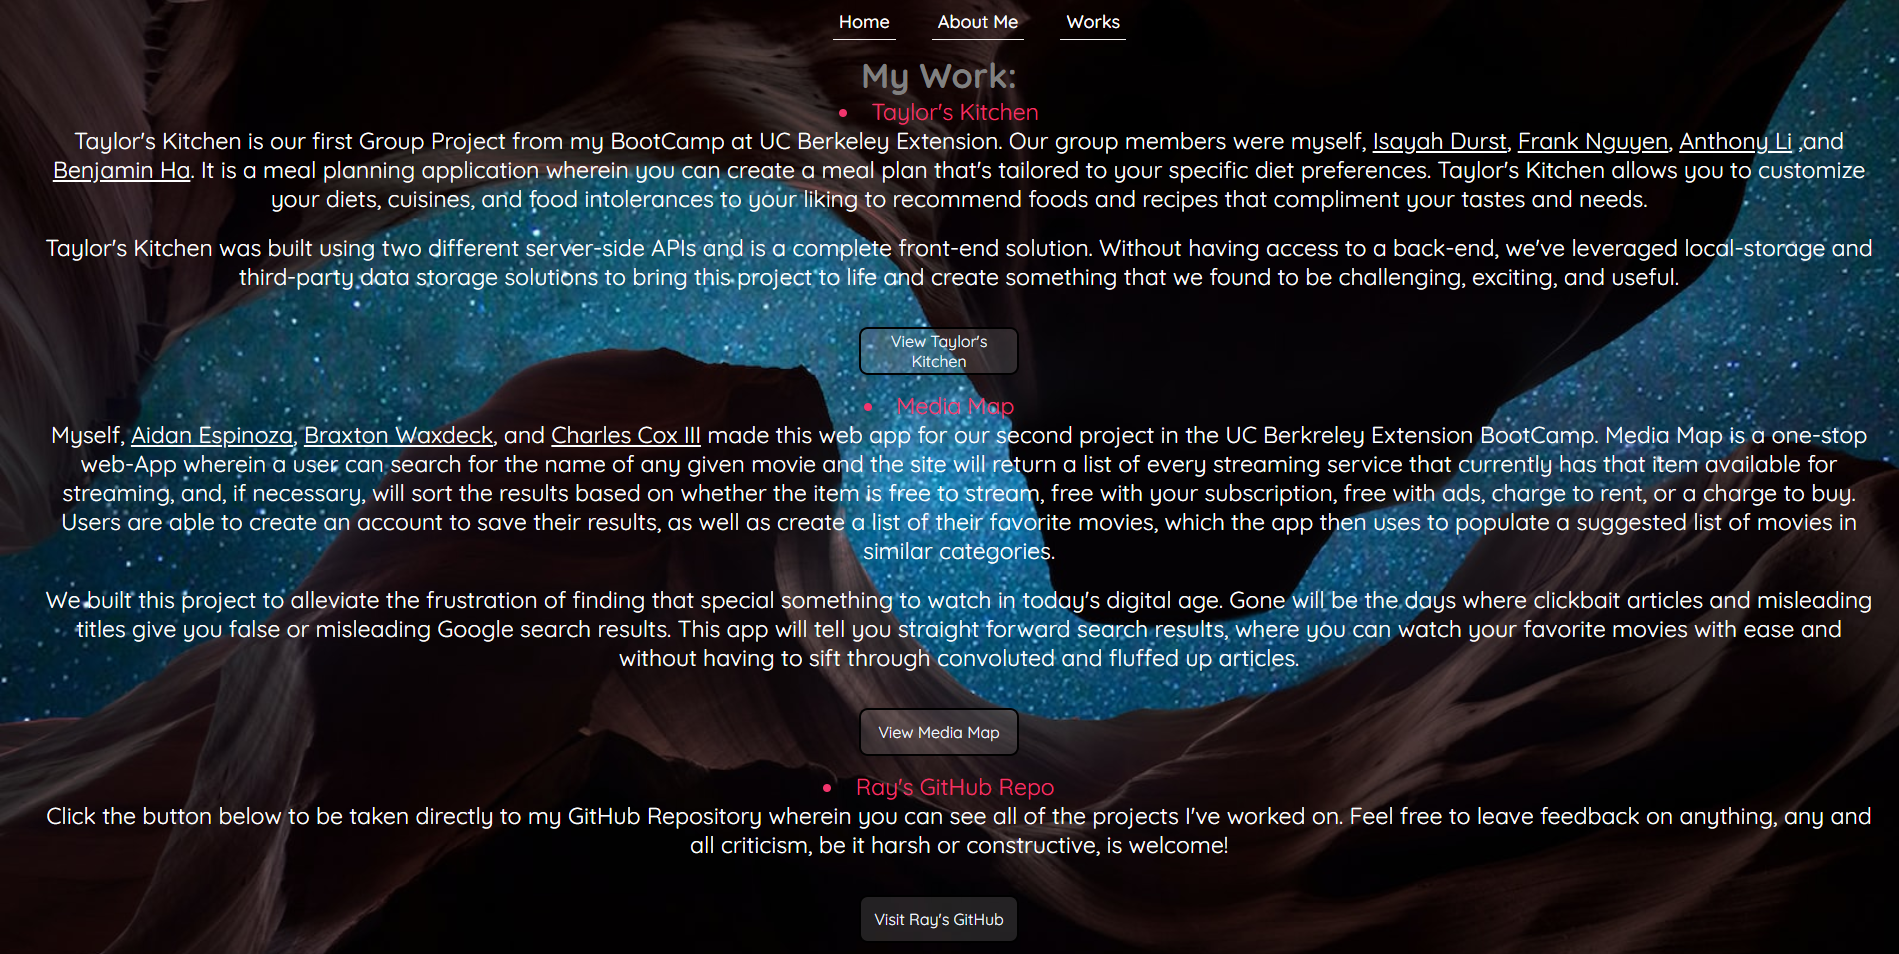 Home About Me Works
My Work:
• Taylor's Kitchen
Taylor's Kitchen is our first Group Project from my BootCamp at UC Berkeley Extension. Our group members were myself, Isayah Durst, Frank Nguyen, Anthony Li ,and
Benjamin Ha. It is a meal planning application wherein you can create a meal plan that's tailored to your specific diet preferences. Taylor's Kitchen allows you to customize
your diets, cuisines, and food intolerances to your liking to recommend foods and recipes that compliment your tastes and needs.
Taylor's Kitchen was built using two different server-side APIs and is a complete front-end solution. Without having access to a back-end, we've leveraged local-storage and
third-party data storage solutions to bring this project to life and create something that we found to be challenging, exciting, and useful.
View Taylor's
Kitchen
• Media Map
Myself, Aidan Espinoza, Braxton Waxdeck, and Charles Cox III made this web app for our second project in the UC Berkreley Extension BootCamp. Media Map is a one-stop
web-App wherein a user can search for the name of any given movie and the site will return a list of every streaming service that currently has that item available for
streaming, and, if necessary, will sort the results based on whether the item is free to stream, free with your subscription, free with ads, charge to rent, or a charge to buy.
Users are able to create an account to save their results, as well as create a list of their favorite movies, which the app then uses to populate a suggested list of movies in
similar categories.
We built this project to alleviate the frustration of finding that special something to watch in today's digital age. Gone will be the days where clickbait articles and misleading
titles give you false or misleading Google search results. This app will tell you straight forward search results, where you can watch your favorite movies with ease and
without having to sift through convoluted and fluffed up articles.
View Media Map
• Ray's GitHub Repo
Click the button below to be taken directly to my GitHub Repository wherein you can see all of the projects I've worked on. Feel free to leave feedback on anything, any and
all criticism, be it harsh or constructive, is welcome!
Visit Ray's GitHub